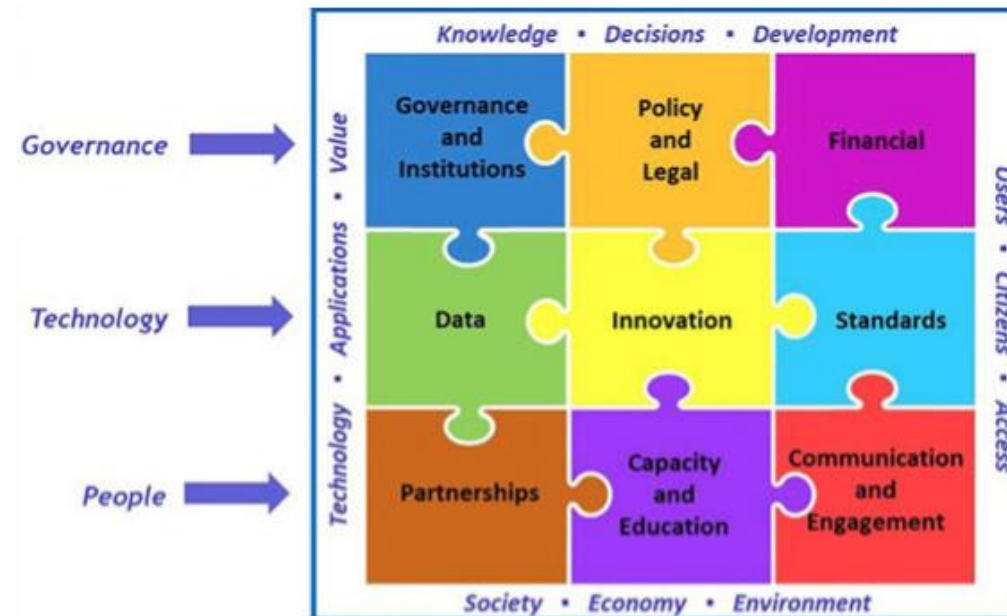 Knowledge • Decisions • Development
Governance
Technology
People
Technology • Applications • Value
Governance
and
Institutions
Policy
and
Legal
Financial
Data
Innovation
Standards
Partnerships
Capacity
and
Education
Communication
and
Engagement
Users • Citizens • Access
Society • Economy • Environment